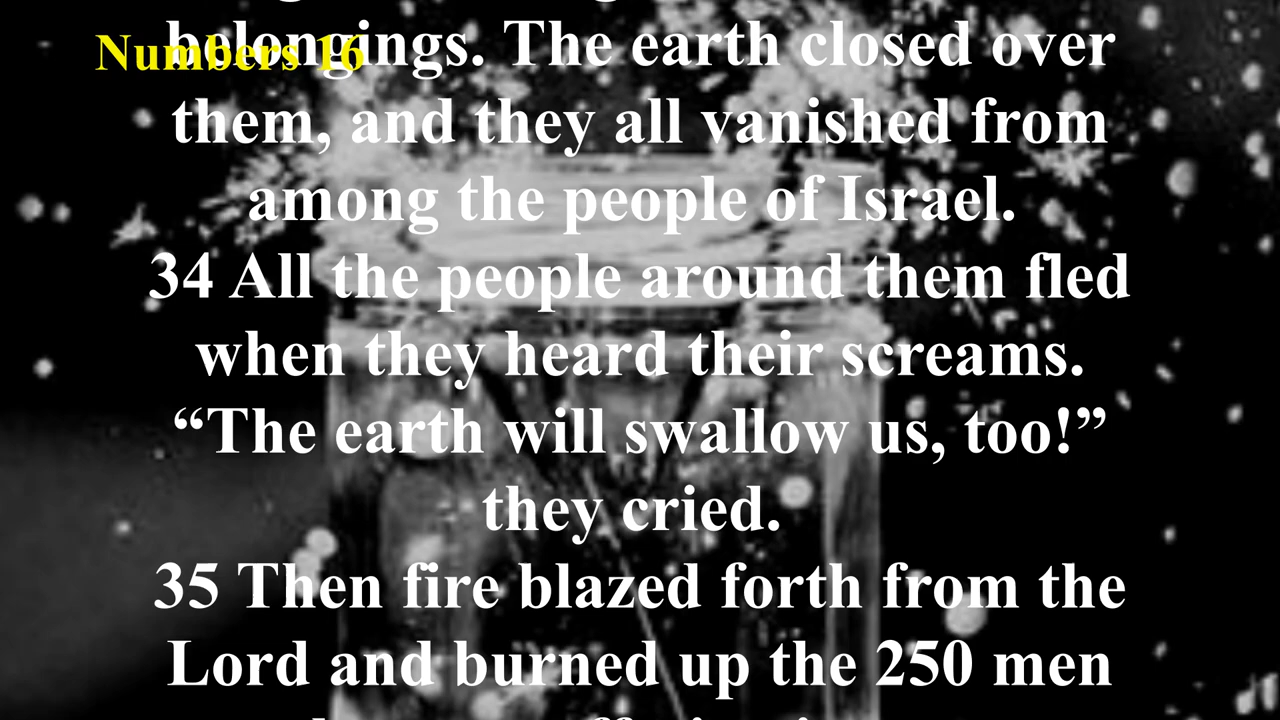 Numbers 16
belongings. The earth closed over
them, and they all vanished from
among the people of Israel.
34 All the people around them fled
when they heard their screams.
“The earth will swallow us, too!”
they cried.
35 Then fire blazed forth from the
Lord and burned up the 250 men